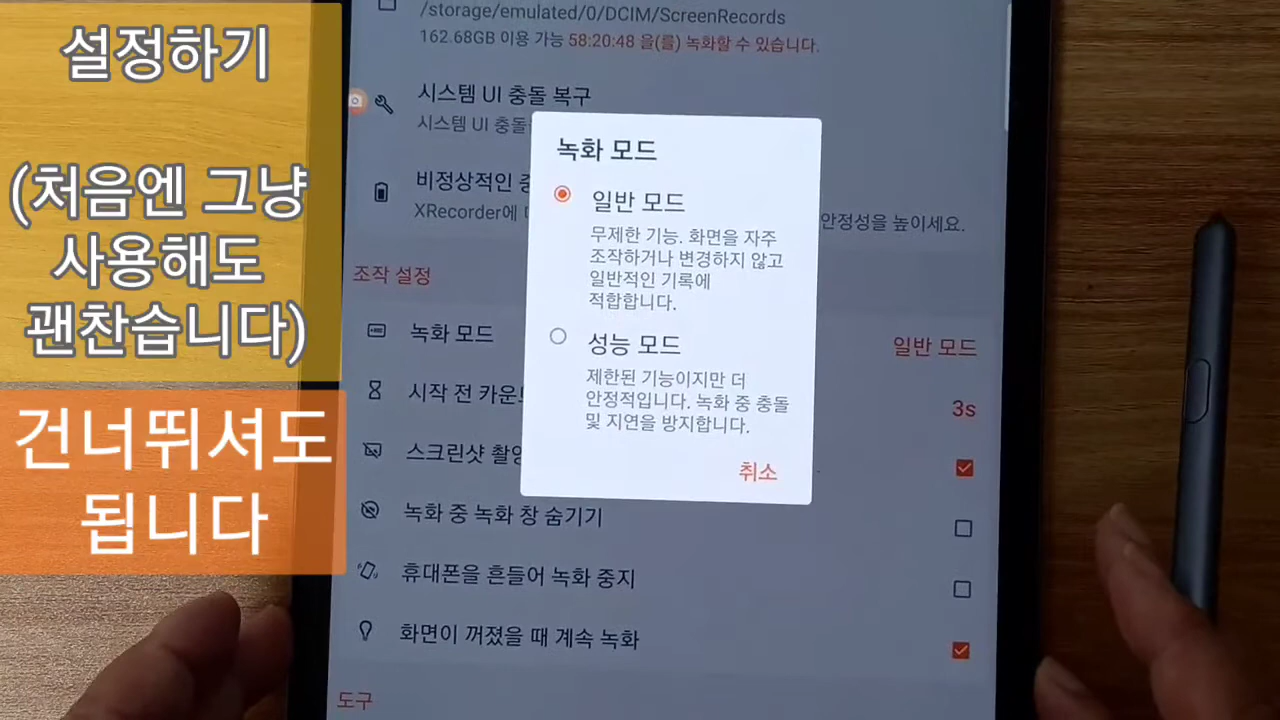 설정하기
(처음엔 그냥
사용해도
괜찮습니다)
건너뛰셔도
됩니다
/storage/emulated/0/DCIM/ScreenRecords
162.68GB 이용 가능 58:20:48 을(를) 녹화할 수 있습니다.
시스템 UI 충돌 복구
시스템 UI 충돌
비정상적인
XRecorder에
안정성을 높이세요.
조작 설정
녹화 모드
일반 모드
시작 전 카운트
3s
스크린샷 촬영
녹화 중 녹화 창 숨기기
휴대폰을 흔들어 녹화 중지
화면이 꺼졌을 때 계속 녹화
도구
녹화 모드
일반 모드
무제한 기능. 화면을 자주
조작하거나 변경하지 않고
일반적인 기록에
적합합니다.
성능 모드
제한된 기능이지만 더
안정적입니다. 녹화 중 충돌
및 지연을 방지합니다.
취소